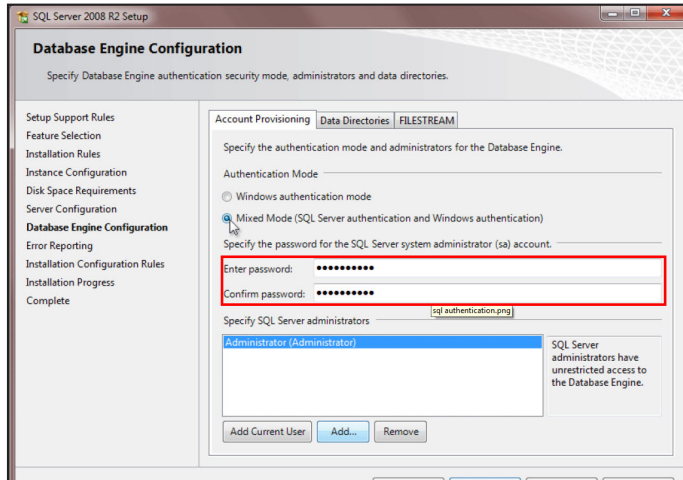 SQL Server 2008 R2 Setup
Database Engine Configuration
Specify Database Engine authentication security mode, administrators and data directories.
Setup Support Rules
Feature Selection
Installation Rules
Instance Configuration
Disk Space Requirements
Server Configuration
Database Engine Configuration
Error Reporting
Installation Configuration Rules
Installation Progress
Complete
Account Provisioning Data Directories FILESTREAM
Specify the authentication mode and administrators for the Database Engine.
Authentication Mode
Windows authentication mode
Mixed Mode (SQL Server authentication and Windows authentication)
Specify the password for the SQL Server system administrator (sa) account.
Enter password: ●●●●●●●●●●
Confirm password: ●●●●●●●●●●
sql authentication.png
Specify SQL Server administrators
Administrator (Administrator)
SQL Server
administrators have
unrestricted access to
the Database Engine.
Add Current User Add... Remove